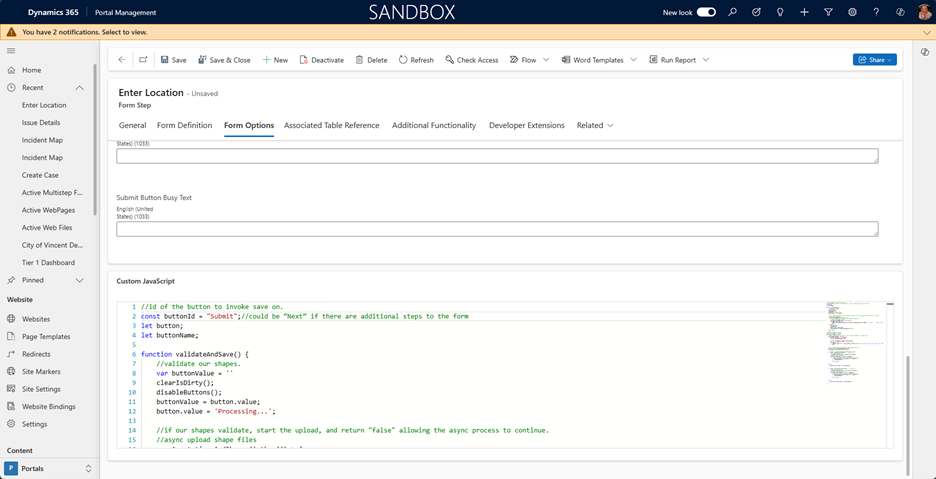 Dynamics 365 Portal Management SANDBOX New look
You have 2 notifications. Select to view.
Save Save & Close New Deactivate Delete Refresh Check Access Flow Word Templates Run Report Share
Home
Recent
Enter Location
Issue Details
Incident Map
Incident Map
Create Case
Active Multistep F...
Active WebPages
Active Web Files
City of Vincent De...
Tier 1 Dashboard
Pinned
Website
Websites
Page Templates
Redirects
Site Markers
Site Settings
Website Bindings
Settings
Content
P Portals
Enter Location - Unsaved
Form Step
General Form Definition Form Options Associated Table Reference Additional Functionality Developer Extensions Related
States) (1033)
Submit Button Busy Text
English (United
States) (1033)
Custom JavaScript
1 //id of the button to invoke save on.
2 const buttonId = "Submit";//could be "Next" if there are additional steps to the form
3 let button;
4 let buttonName;
5
6 function validateAndSave() {
7 //validate our shapes.
8 var buttonValue = ''
9 clearIsDirty();
10 disableButtons();
11 buttonValue = button.value;
12 button.value = 'Processing...';
13
14 //if our shapes validate, start the upload, and return "false" allowing the async process to continue.
15 //async upload shape files